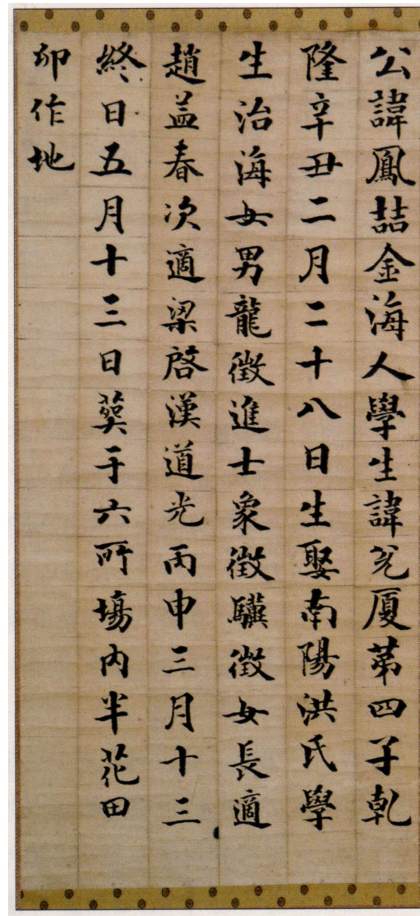 公諱鳳喆金海人學生諱光厦第四子乹
隆辛丑二月二十八日生娶南陽洪氏學
生治海女男龍徵進士象徵驥徵女長適
趙益春次適梁啓漢道光丙申三月十三
終日五月十三日葬于六所塲內半花田
卯作地